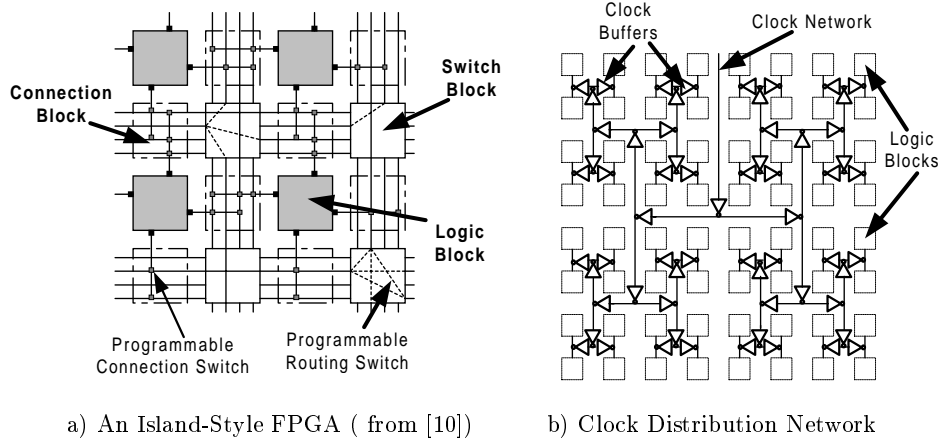 Clock
Buffers
Clock Network
Connection
Block
Switch
Block
Logic
Blocks
Logic
Block
Programmable
Connection Switch
Programmable
Routing Switch
a) An Island-Style FPGA ( from [10])
b) Clock Distribution Network